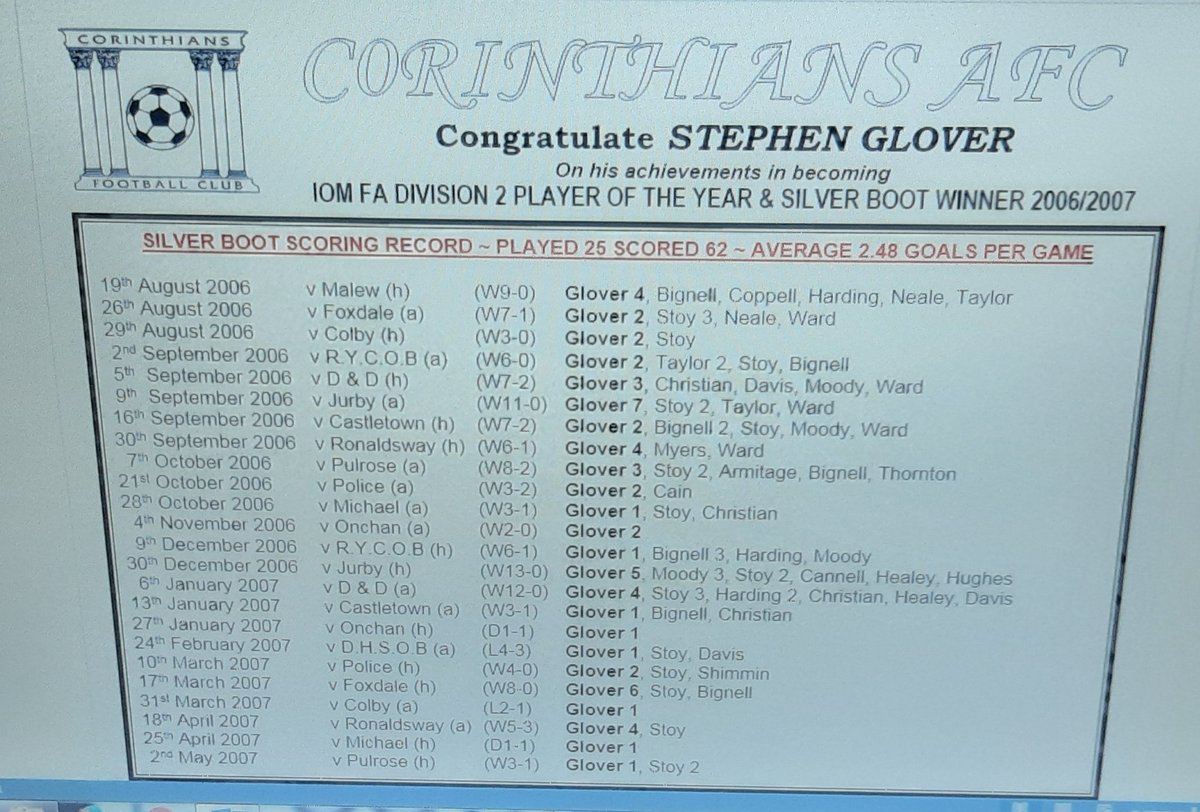 CORINTHIANS
FOOTBALL CLUB
CORINTHIANS AFC
Congratulate STEPHEN GLOVER
On his achievements in becoming
IOM FA DIVISION 2 PLAYER OF THE YEAR & SILVER BOOT WINNER 2006/2007
SILVER BOOT SCORING RECORD ~ PLAYED 25 SCORED 62 ~ AVERAGE 2.48 GOALS PER GAME
19th August 2006 v Malew (h) (W9-0) Glover 4, Bignell, Coppell, Harding, Neale, Taylor
26th August 2006 v Foxdale (a) (W7-1) Glover 2, Stoy 3, Neale, Ward
29th August 2006 v Colby (h) (W3-0) Glover 2, Stoy
2nd September 2006 v R.Y.C.O.B (a) (W6-0) Glover 2, Taylor 2, Stoy, Bignell
5th September 2006 v D & D (h) (W7-2) Glover 3, Christian, Davis, Moody, Ward
9th September 2006 v Jurby (a) (W11-0) Glover 7, Stoy 2, Taylor, Ward
16th September 2006 v Castletown (h) (W7-2) Glover 2, Bignell 2, Stoy, Moody, Ward
30th September 2006 v Ronaldsway (h) (W6-1) Glover 4, Myers, Ward
7th October 2006 v Pulrose (a) (W8-2) Glover 3, Stoy 2, Armitage, Bignell, Thornton
21st October 2006 v Police (a) (W3-2) Glover 2, Cain
28th October 2006 v Michael (a) (W3-1) Glover 1, Stoy, Christian
4th November 2006 v Onchan (a) (W2-0) Glover 2
9th December 2006 v R.Y.C.O.B (h) (W6-1) Glover 1, Bignell 3, Harding, Moody
30th December 2006 v Jurby (h) (W13-0) Glover 5, Moody 3, Stoy 2, Cannell, Healey, Hughes
6th January 2007 v D & D (a) (W12-0) Glover 4, Stoy 3, Harding 2, Christian, Healey, Davis
13th January 2007 v Castletown (a) (W3-1) Glover 1, Bignell, Christian
27th January 2007 v Onchan (h) (D1-1) Glover 1
24th February 2007 v D.H.S.O.B (a) (L4-3) Glover 1, Stoy, Davis
10th March 2007 v Police (h) (W4-0) Glover 2, Stoy, Shimmin
17th March 2007 v Foxdale (h) (W8-0) Glover 6, Stoy, Bignell
31st March 2007 v Colby (a) (L2-1) Glover 1
18th April 2007 v Ronaldsway (a) (W5-3) Glover 4, Stoy
25th April 2007 v Michael (h) (D1-1) Glover 1
2nd May 2007 v Pulrose (h) (W3-1) Glover 1, Stoy 2